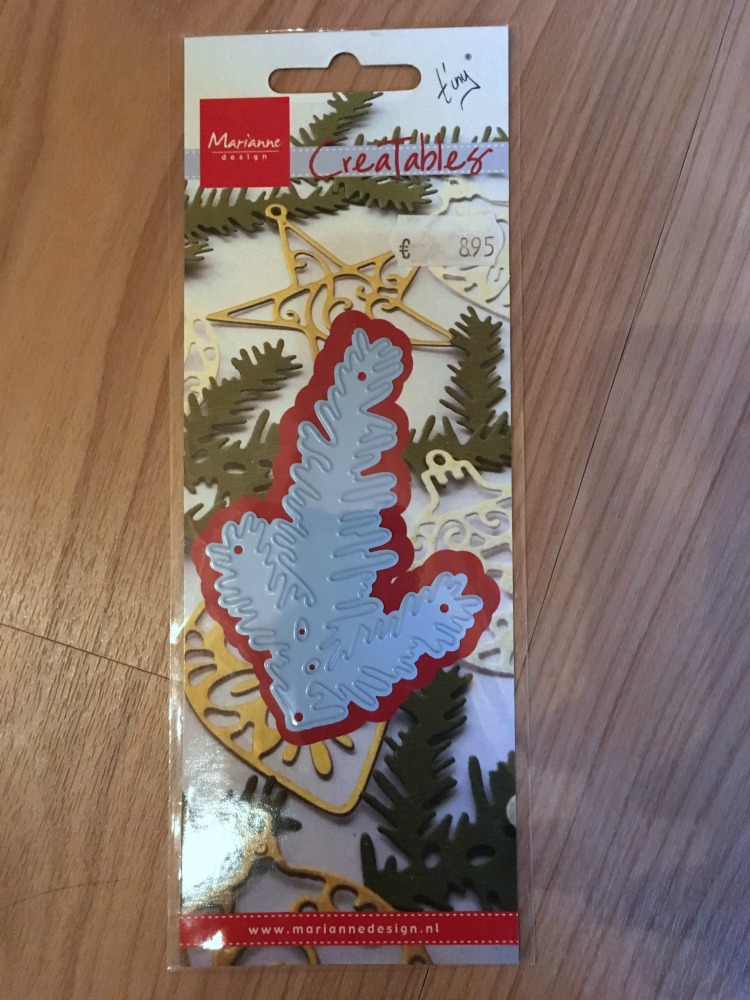 tiny®
Marianne
design
CreaTables
€ 8.95
www.mariannedesign.nl